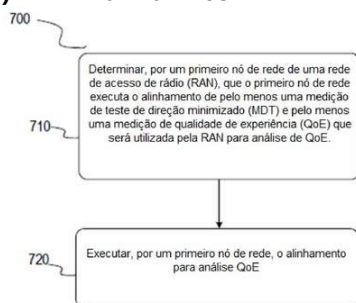 700
Determinar, por um primeiro nó de rede de uma rede
de acesso de rádio (RAN), que o primeiro nó de rede
executa o alinhamento de pelo menos uma medição
de teste de direção minimizado (MDT) e pelo menos
uma medição de qualidade de experiência (QoE) que
será utilizada pela RAN para análise de QoE.
710
720
Executar, por um primeiro nó de rede, o alinhamento
para análise QoE